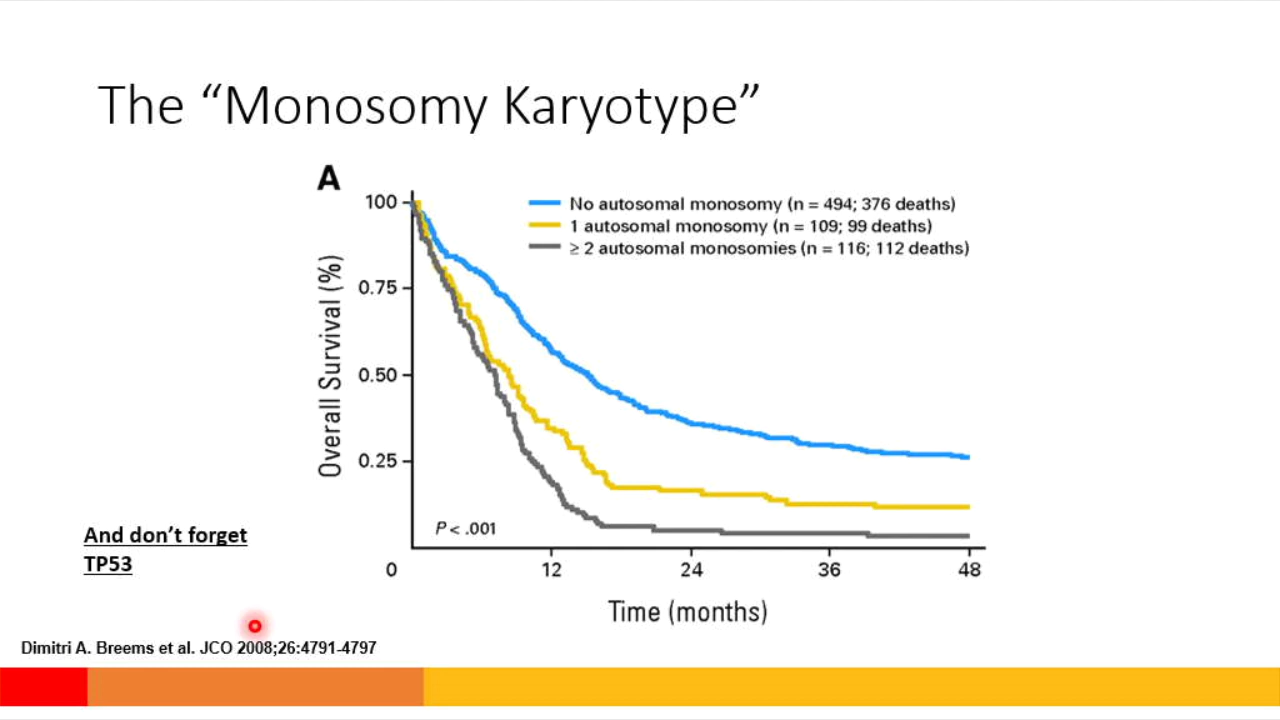 The “Monosomy Karyotype”
A
No autosomal monosomy (n = 494; 376 deaths)
1 autosomal monosomy (n = 109; 99 deaths)
≥ 2 autosomal monosomies (n = 116; 112 deaths)
100
0.75
0.50
0.25
Overall Survival (%)
P < .001
0 12 24 36 48
Time (months)
And don’t forget
TP53
Dimitri A. Breems et al. JCO 2008;26:4791-4797